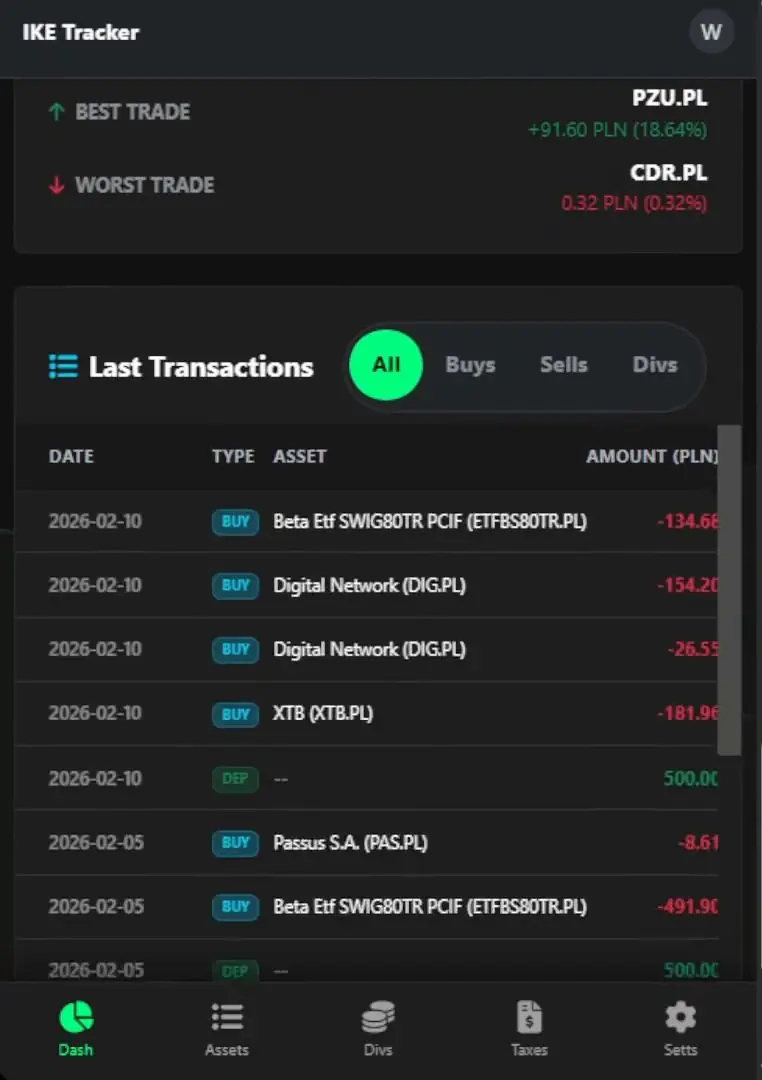 IKE Tracker
W
BEST TRADE
PZU.PL
+91.60 PLN (18.64%)
WORST TRADE
CDR.PL
0.32 PLN (0.32%)
Last Transactions
All Buys Sells Divs
DATE TYPE ASSET AMOUNT (PLN)
2026-02-10 BUY Beta Etf SWIG80TR PCIF (ETFBS80TR.PL) -134.68
2026-02-10 BUY Digital Network (DIG.PL) -154.20
2026-02-10 BUY Digital Network (DIG.PL) -26.55
2026-02-10 BUY XTB (XTB.PL) -181.96
2026-02-10 DEP -- 500.00
2026-02-05 BUY Passus S.A. (PAS.PL) -8.61
2026-02-05 BUY Beta Etf SWIG80TR PCIF (ETFBS80TR.PL) -491.90
2026-02-05 DEP -- 500.00
Dash Assets Divs Taxes Setts